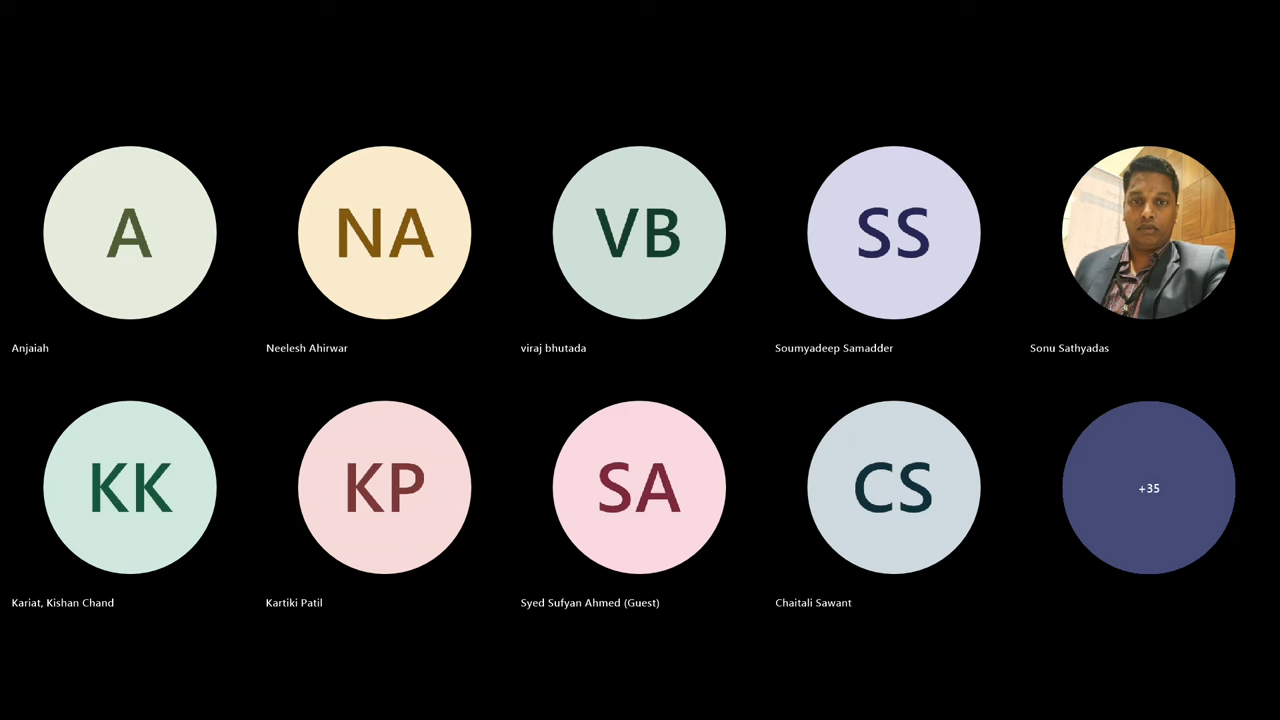 A
NA
VB
SS
Anjaiah
Neelesh Ahirwar
viraj bhutada
Soumyadeep Samadder
Sonu Sathyadas
KK
KP
SA
CS
+35
Kariat, Kishan Chand
Kartiki Patil
Syed Sufyan Ahmed (Guest)
Chaitali Sawant